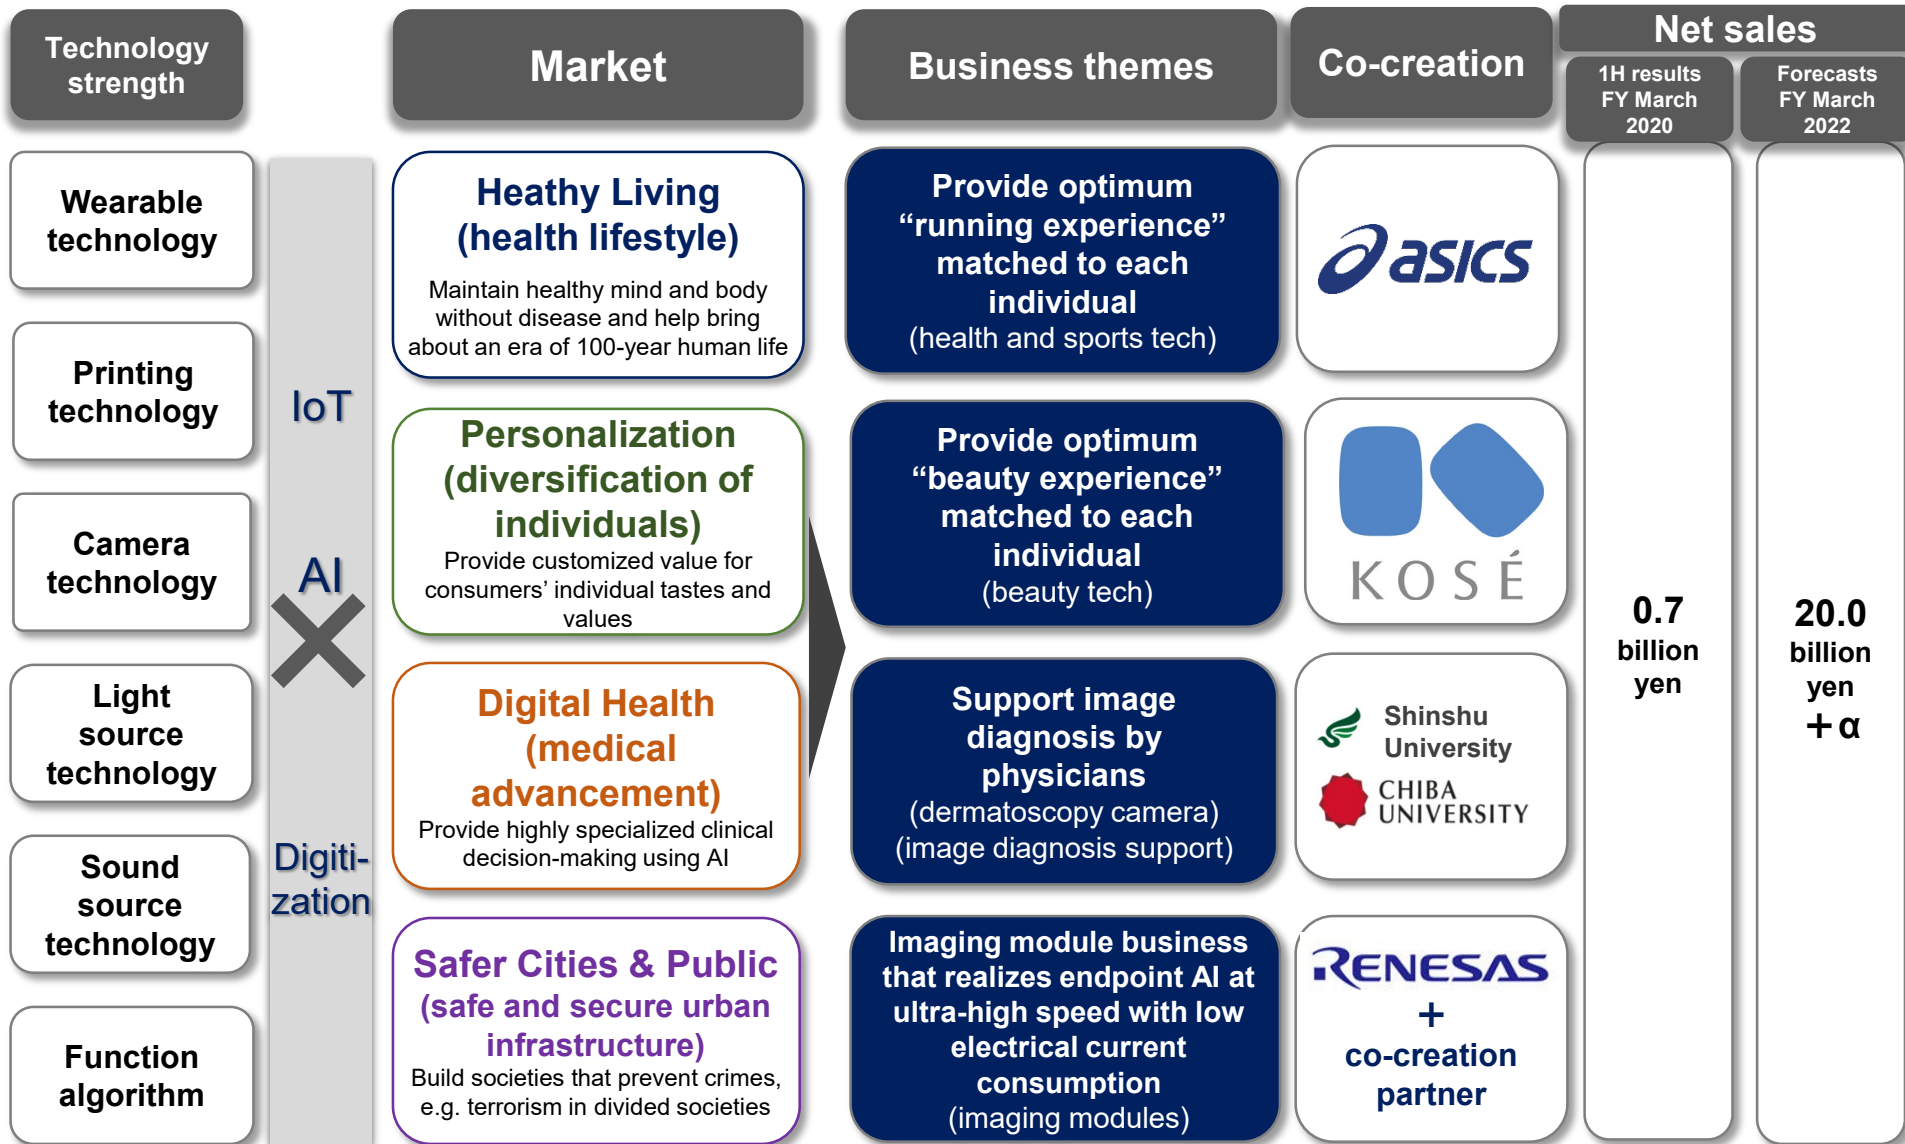 Technology
strength
Market
Business themes
Co-creation
Net sales
1H results
FY March
2020
Forecasts
FY March
2022
Wearable
technology
Printing
technology
Camera
technology
Light
source
technology
Sound
source
technology
Function
algorithm
IoT
AI
Digiti-
zation
Heathy Living
(health lifestyle)
Maintain healthy mind and body
without disease and help bring
about an era of 100-year human life
Personalization
(diversification of
individuals)
Provide customized value for
consumers’ individual tastes and
values
Digital Health
(medical
advancement)
Provide highly specialized clinical
decision-making using AI
Safer Cities & Public
(safe and secure urban
infrastructure)
Build societies that prevent crimes,
e.g. terrorism in divided societies
Provide optimum
“running experience”
matched to each
individual
(health and sports tech)
Provide optimum
“beauty experience”
matched to each
individual
(beauty tech)
Support image
diagnosis by
physicians
(dermatoscopy camera)
(image diagnosis support)
Imaging module business
that realizes endpoint AI at
ultra-high speed with low
electrical current
consumption
(imaging modules)
asics
KOSÉ
Shinshu
University
CHIBA
UNIVERSITY
RENESAS
+
co-creation
partner
0.7
billion
yen
20.0
billion
yen
+α